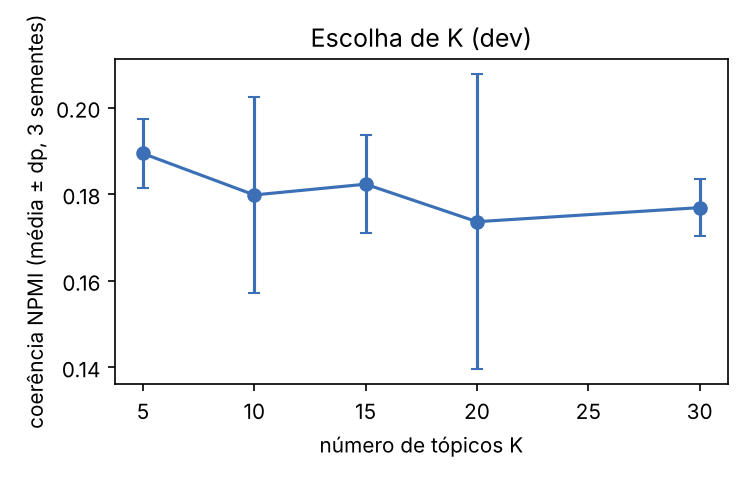 Escolha de K (dev)
coerência NPMI (média ± dp, 3 sementes)
0.20
0.18
0.16
0.14
5 10 15 20 25 30
número de tópicos K